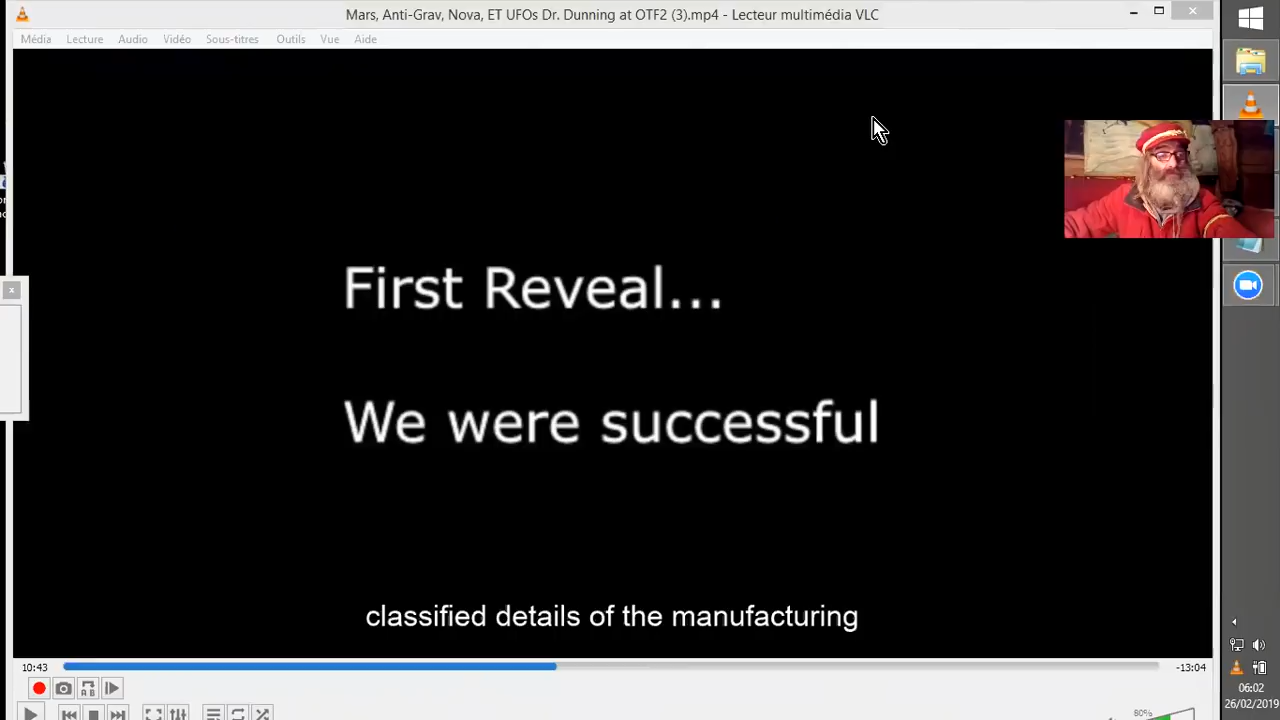 Mars, Anti-Grav, Nova, ET UFOs Dr. Dunning at OTF2 (3).mp4 - Lecteur multimédia VLC
Média Lecture Audio Vidéo Sous-titres Outils Vue Aide
First Reveal...
We were successful
classified details of the manufacturing
10:43
-13:04
80%
06:02
26/02/2019